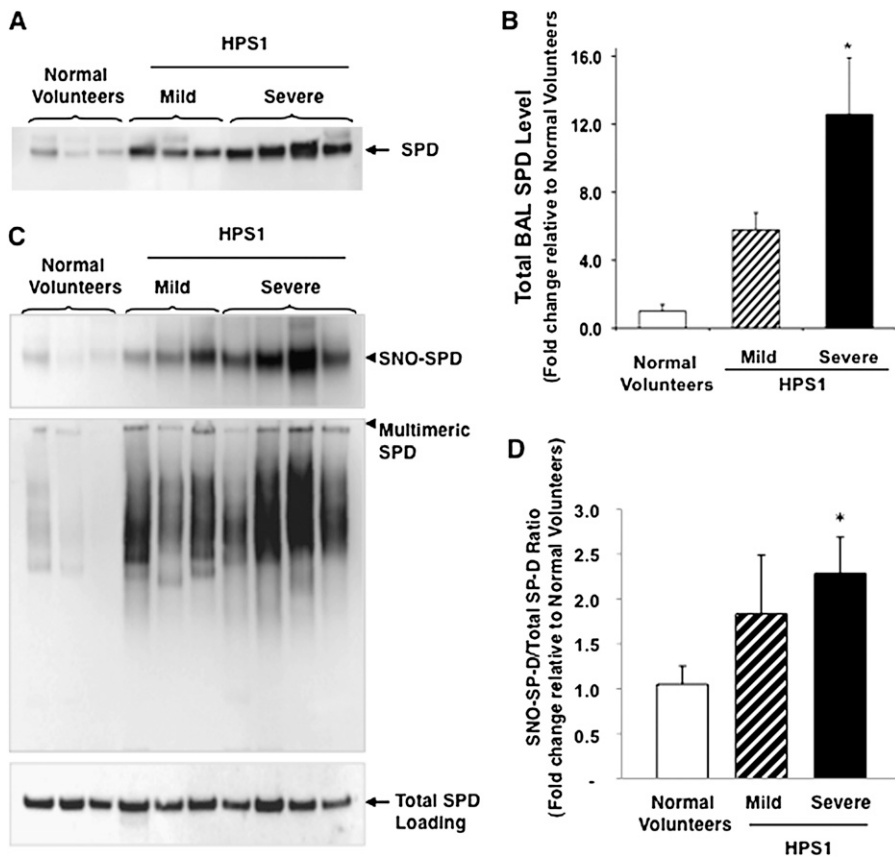 A
HPS1
Normal
Volunteers
Mild
Severe
SPD
B
Total BAL SPD Level
(Fold change relative to Normal Volunteers)
16.0
12.0
8.0
4.0
0.0
*
Normal
Volunteers
Mild
Severe
HPS1
C
HPS1
Normal
Volunteers
Mild
Severe
SNO-SPD
Multimeric
SPD
Total SPD
Loading
D
SNO-SP-D/Total SP-D Ratio
(Fold change relative to Normal Volunteers)
3.0
2.5
2.0
1.5
1.0
0.5
-
*
Normal
Volunteers
Mild
Severe
HPS1